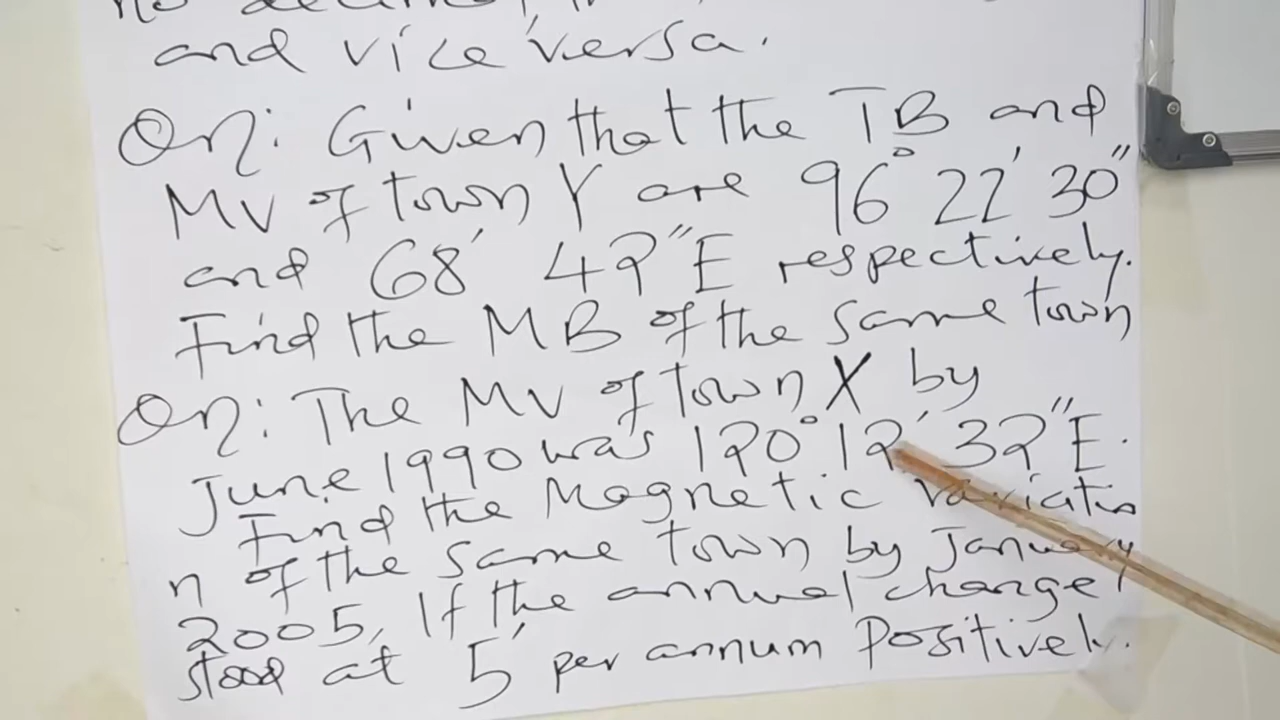 and viceversa.
Qn: Given that the TB and
MV of town Y are 96° 22' 30"
and 68' 42"E respectively.
Find the MB of the same town
Qn: The MV of town X by
June 1990 was 120° 12' 32"E.
Find the Magnetic variatio
n of the same town by January
2005, If the annual change
stood at 5' per annum Positively.